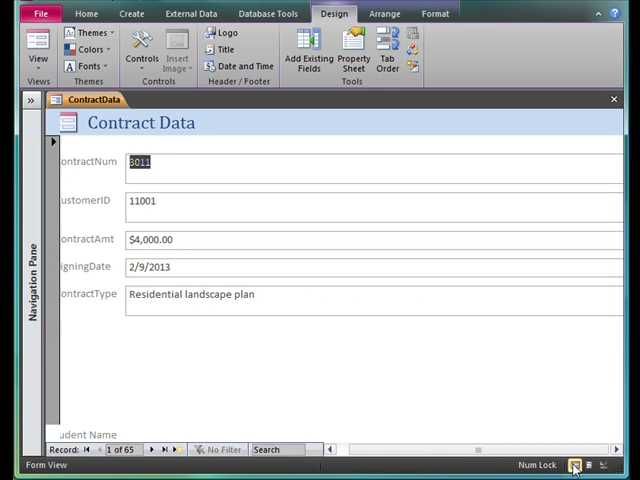 File Home Create External Data Database Tools Design Arrange Format
View
Views
Themes
Colors
Fonts
Themes
Controls
Insert
Image
Controls
Logo
Title
Date and Time
Header / Footer
Add Existing
Fields
Property
Sheet
Tab
Order
Tools
ContractData
Navigation Pane
Contract Data
ontractNum 3011
ustomerID 11001
ontractAmt $4,000.00
igningDate 2/9/2013
ontractType Residential landscape plan
udent Name
Record: 1 of 65 No Filter Search
Form View Num Lock